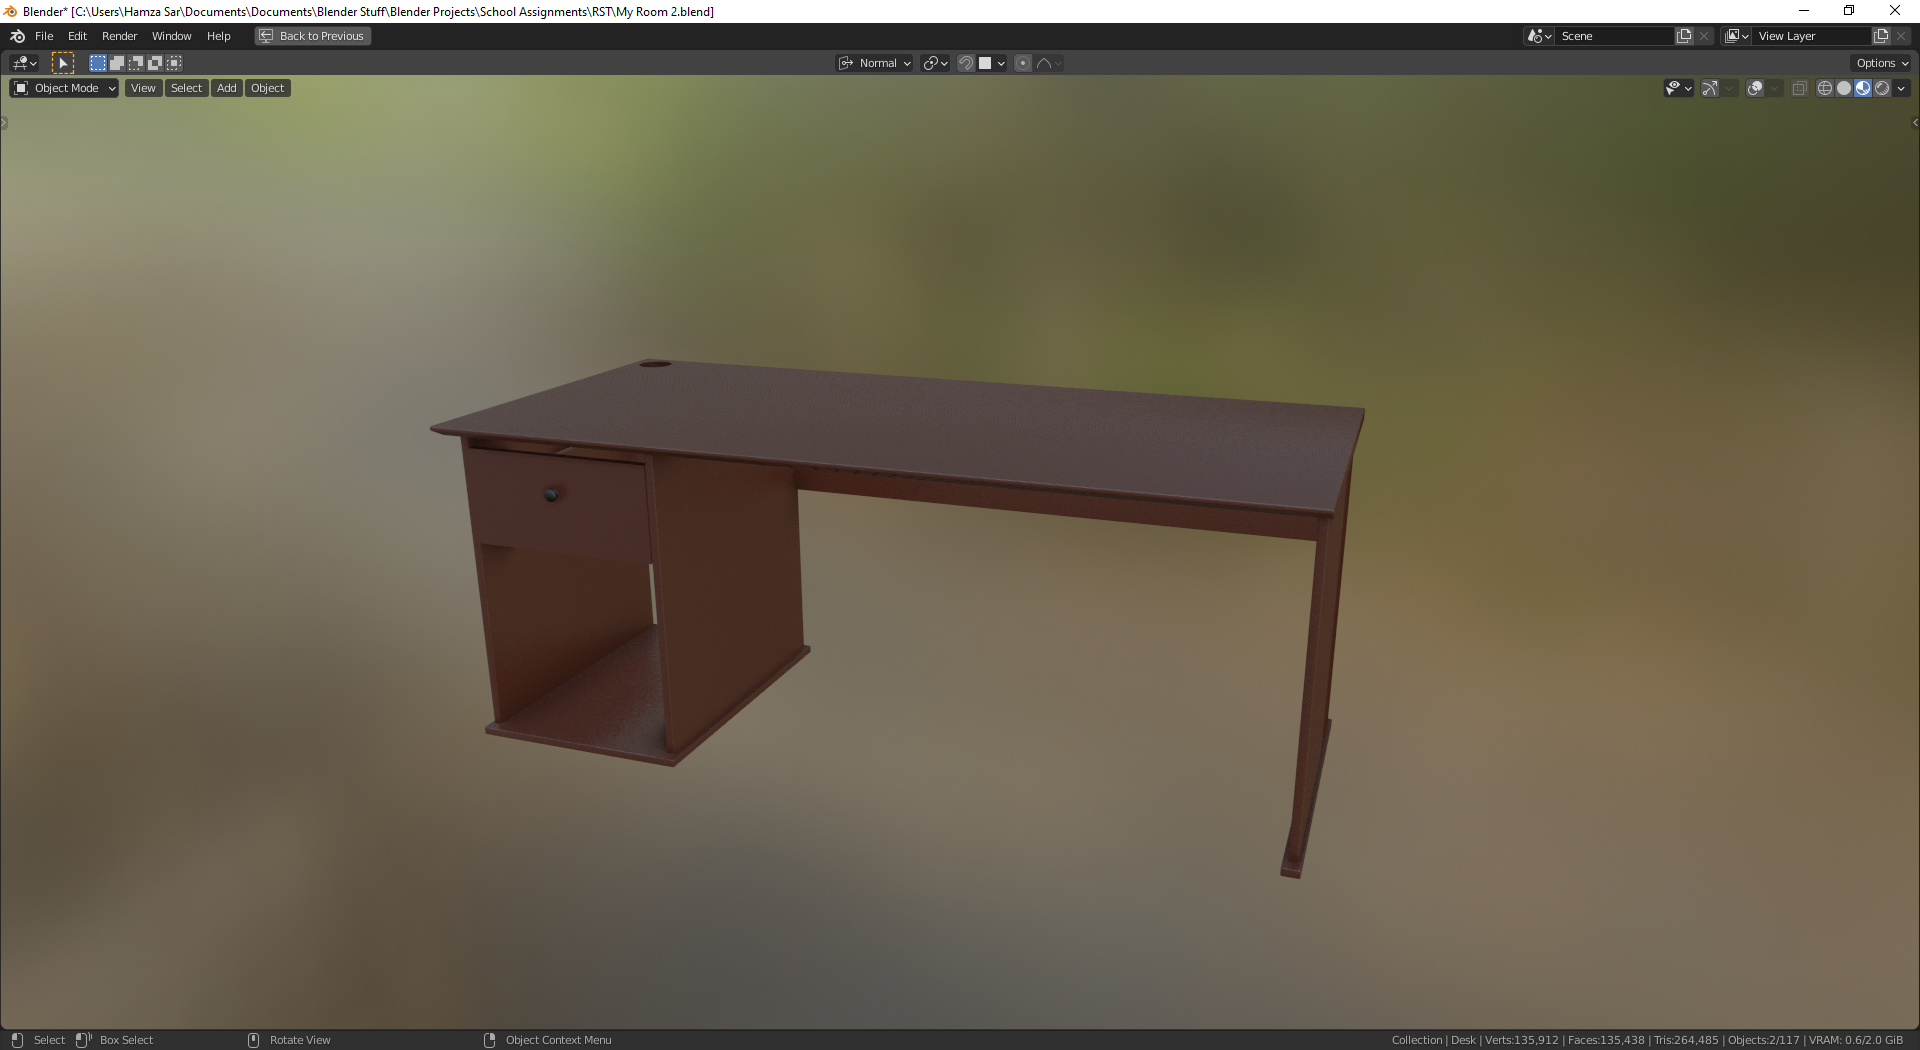 Blender* [C:\Users\Hamza Sar\Documents\Documents\Blender Stuff\Blender Projects\School Assignments\RST\My Room 2.blend]
File Edit Render Window Help Back to Previous Scene View Layer
Normal Options
Object Mode View Select Add Object
Select Box Select Rotate View Object Context Menu Collection | Desk | Verts:135,912 | Faces:135,438 | Tris:264,485 | Objects:2/117 | VRAM: 0.6/2.0 GiB